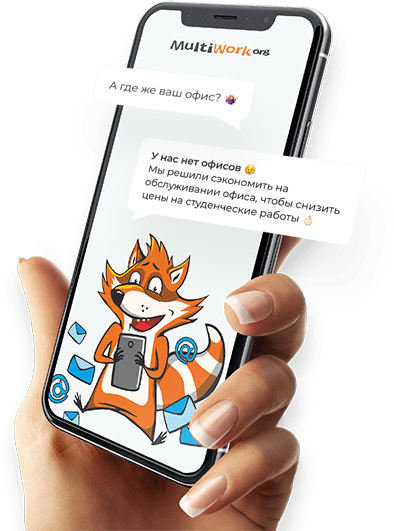 MultiWork.org
А где же ваш офис? 🤷🏽‍♀️
У нас нет офисов 😉
Мы решили сэкономить на
обслуживании офиса, чтобы снизить
цены на студенческие работы 👌🏻